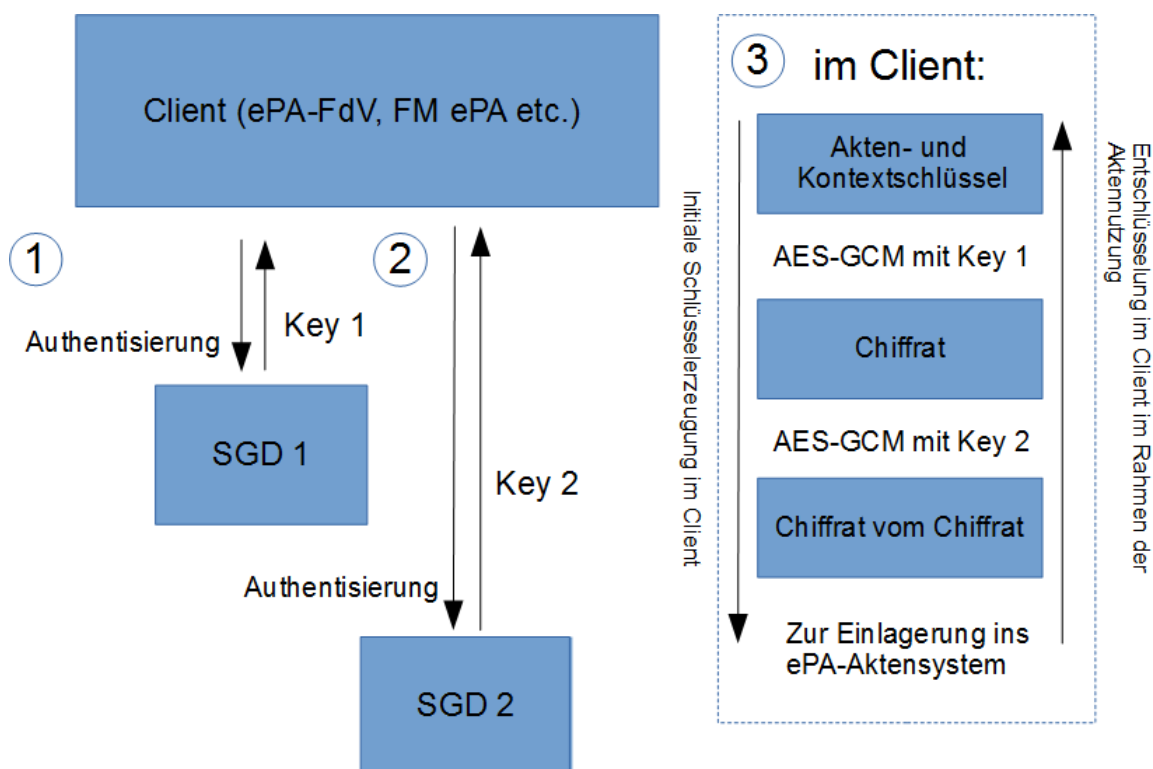 Client (ePA-FdV, FM ePA etc.)
1
Authentisierung
Key 1
SGD 1
2
Authentisierung
Key 2
SGD 2
3
im Client:
Akten- und
Kontextschlüssel
AES-GCM mit Key 1
Chiffrat
AES-GCM mit Key 2
Chiffrat vom Chiffrat
Zur Einlagerung ins
ePA-Aktensystem
Initiale Schlüsselerzeugung im Client
Entschlüsselung im Client im Rahmen der
Aktennutzung